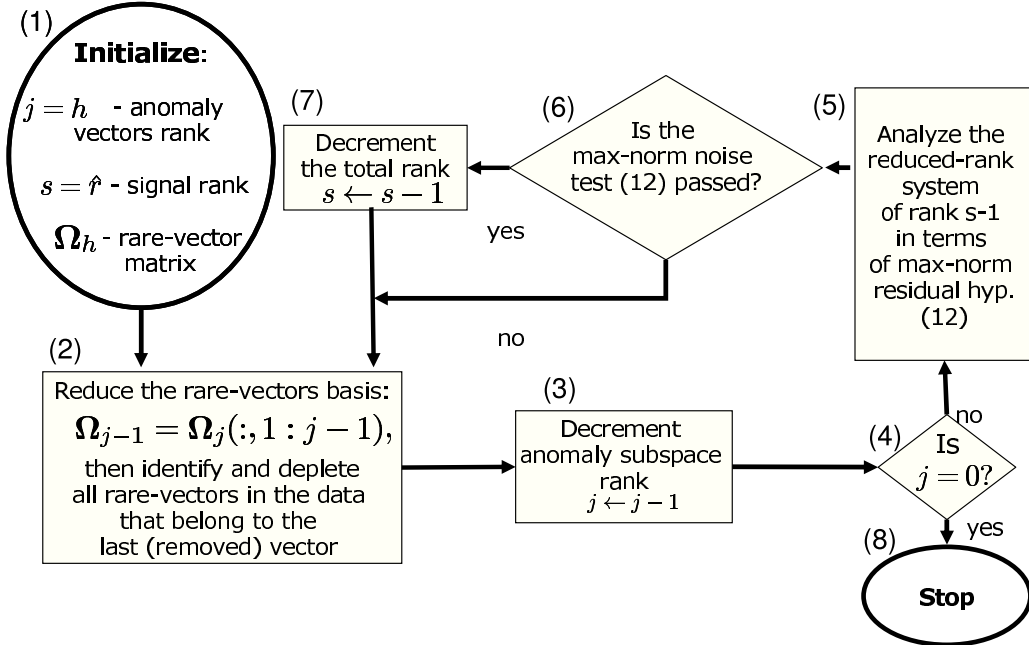 (1)
Initialize:
j = h - anomaly
vectors rank
s = r̂ - signal rank
Ω_h - rare-vector
matrix
(2)
Reduce the rare-vectors basis:
Ω_{j−1} = Ω_j(:, 1 : j − 1),
then identify and deplete
all rare-vectors in the data
that belong to the
last (removed) vector
(3)
Decrement
anomaly subspace
rank
j ← j − 1
(4)
Is
j = 0?
no
yes
(5)
Analyze the
reduced-rank
system
of rank s-1
in terms
of max-norm
residual hyp.
(12)
(6)
Is the
max-norm noise
test (12) passed?
yes
no
(7)
Decrement
the total rank
s ← s − 1
(8)
Stop